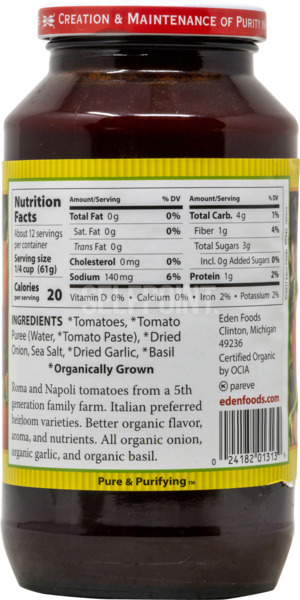 CREATION & MAINTENANCE OF PURITY IN
Nutrition
Facts
About 12 servings
per container
Serving size
1/4 cup (61g)
Calories
per serving 20
Amount/Serving % DV
Total Fat 0g 0%
Sat. Fat 0g 0%
Trans Fat 0g
Cholesterol 0mg 0%
Sodium 140mg 6%
Amount/Serving % DV
Total Carb. 4g 1%
Fiber 1g 4%
Total Sugars 3g
Incl. 0g Added Sugars 0%
Protein 1g 2%
Vitamin D 0% • Calcium 0% • Iron 2% • Potassium 2%
INGREDIENTS *Tomatoes, *Tomato
Puree (Water, *Tomato Paste), *Dried
Onion, Sea Salt, *Dried Garlic, *Basil
*Organically Grown
Roma and Napoli tomatoes from a 5th
generation family farm. Italian preferred
heirloom varieties. Better organic flavor,
aroma, and nutrients. All organic onion,
organic garlic, and organic basil.
Eden Foods
Clinton, Michigan
49236
Certified Organic
by OCIA
K pareve
edenfoods.com
0 24182 01313
Pure & Purifying™